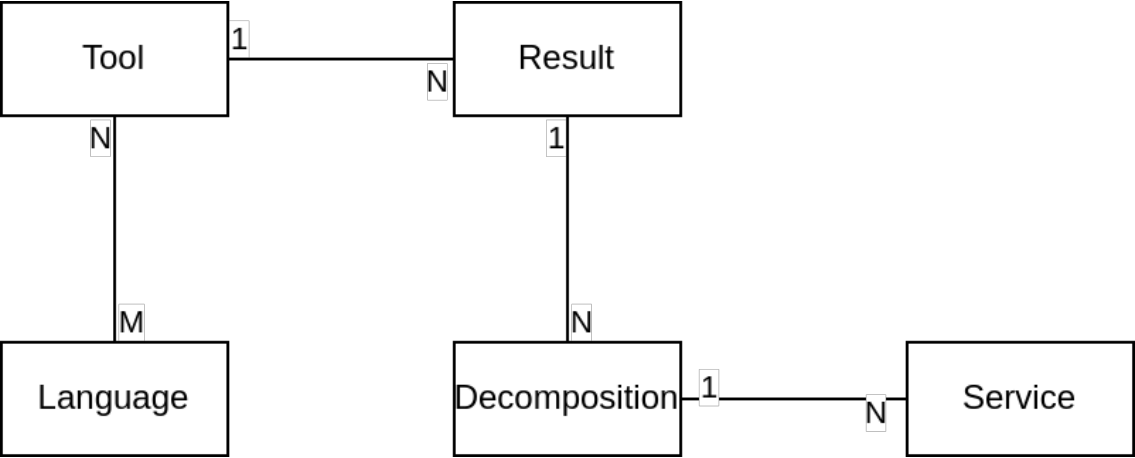 Tool
1
N
Result
N
1
M
N
Language
Decomposition
1
N
Service